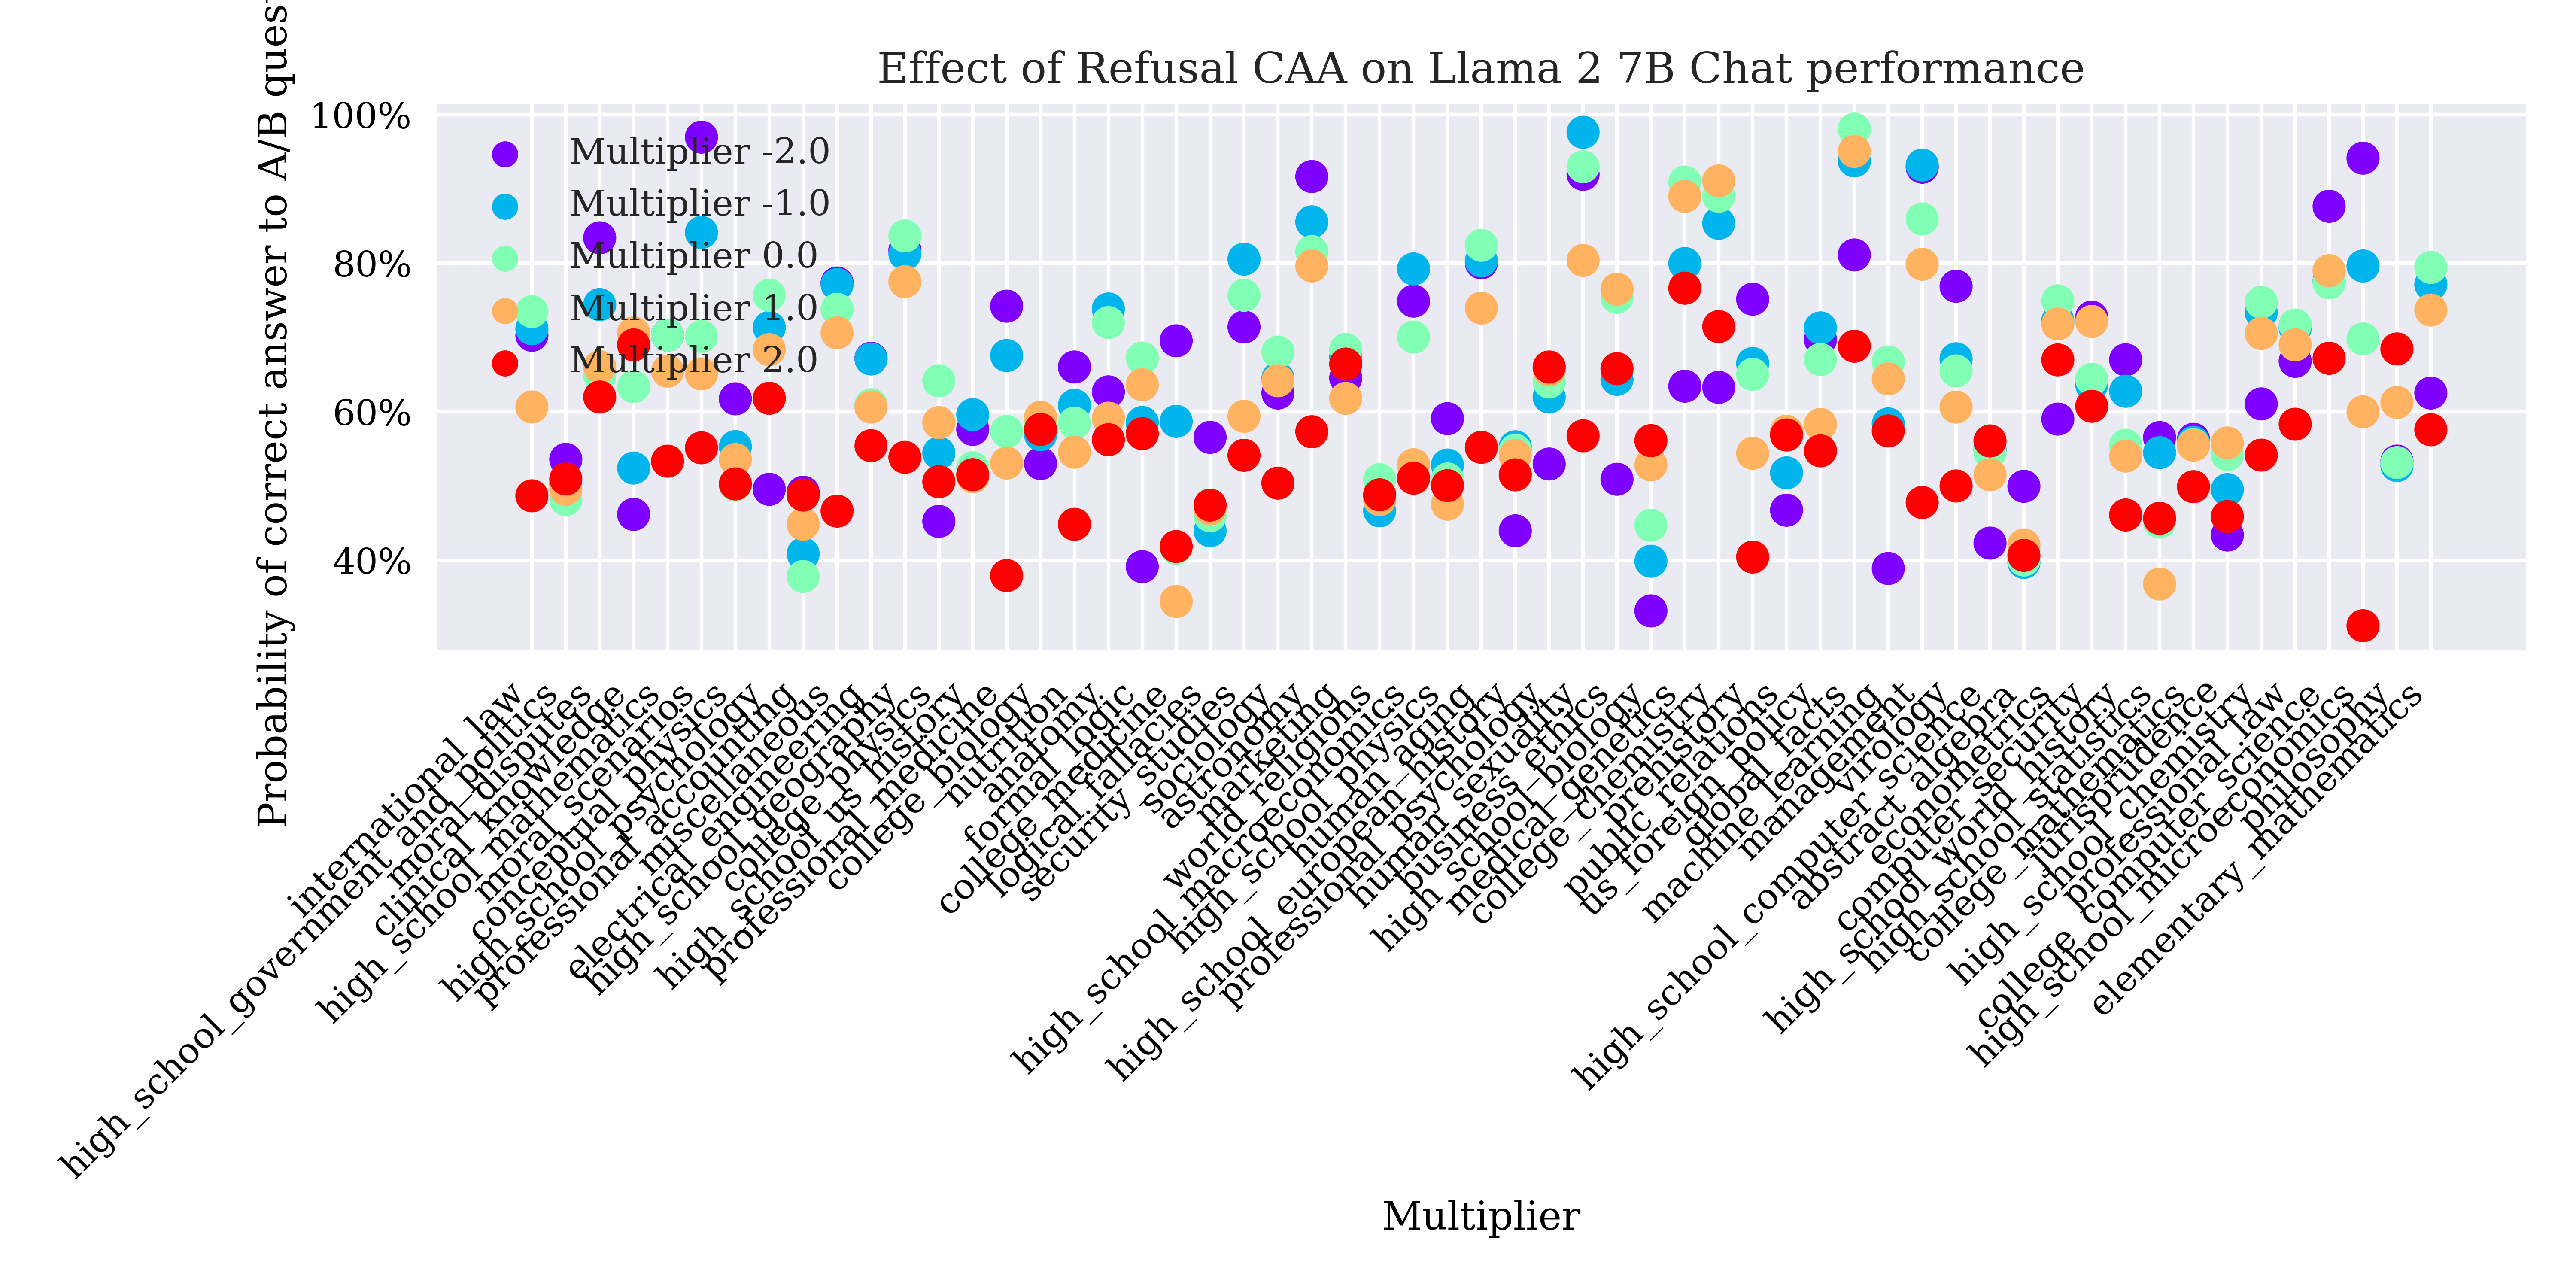 Effect of Refusal CAA on Llama 2 7B Chat performance
Probability of correct answer to A/B ques
100%
80%
60%
40%
Multiplier -2.0
Multiplier -1.0
Multiplier 0.0
Multiplier 1.0
Multiplier 2.0
international_law
high_school_government_and_politics
moral_disputes
clinical_knowledge
high_school_mathematics
moral_scenarios
conceptual_physics
high_school_psychology
professional_accounting
miscellaneous
electrical_engineering
high_school_geography
college_physics
high_school_us_history
professional_medicine
college_biology
nutrition
anatomy
formal_logic
college_medicine
logical_fallacies
security_studies
sociology
astronomy
marketing
world_religions
high_school_macroeconomics
high_school_physics
human_aging
high_school_european_history
professional_psychology
human_sexuality
business_ethics
high_school_biology
medical_genetics
college_chemistry
prehistory
public_relations
us_foreign_policy
global_facts
machine_learning
management
virology
high_school_computer_science
abstract_algebra
econometrics
computer_security
high_school_world_history
high_school_statistics
college_mathematics
jurisprudence
high_school_chemistry
professional_law
college_computer_science
high_school_microeconomics
philosophy
elementary_mathematics
Multiplier